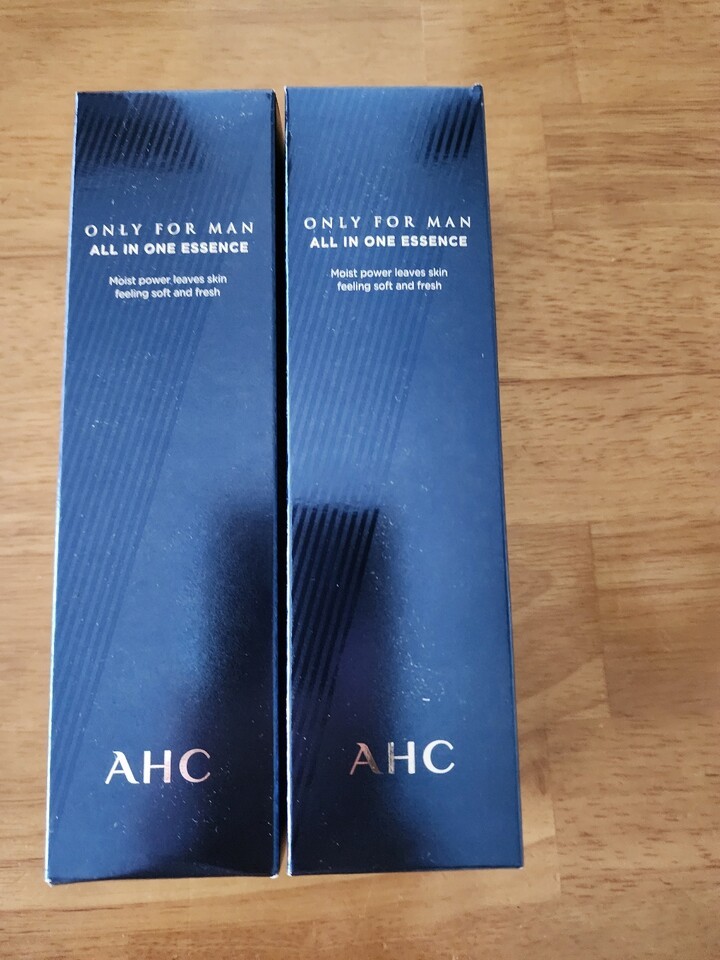 ONLY FOR MAN
ALL IN ONE ESSENCE
Moist power leaves skin
feeling soft and fresh
AHC
ONLY FOR MAN
ALL IN ONE ESSENCE
Moist power leaves skin
feeling soft and fresh
AHC